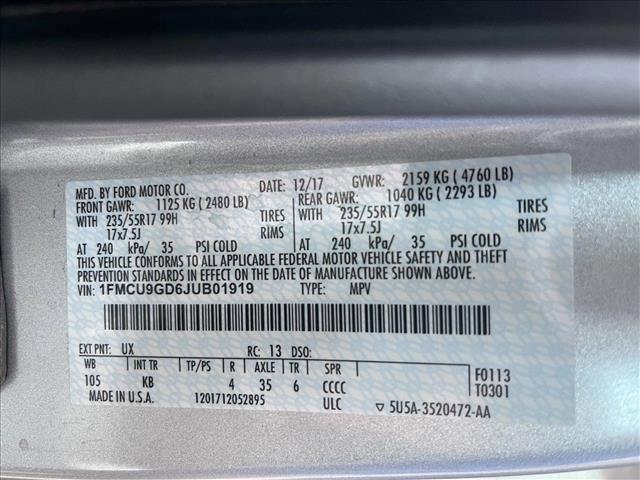 MFD. BY FORD MOTOR CO. DATE: 12/17 GVWR: 2159 KG ( 4760 LB)
FRONT GAWR: 1125 KG ( 2480 LB) REAR GAWR: 1040 KG ( 2293 LB)
WITH 235/55R17 99H TIRES WITH 235/55R17 99H TIRES
17x7.5J RIMS 17x7.5J RIMS
AT 240 kPa/ 35 PSI COLD AT 240 kPa/ 35 PSI COLD
THIS VEHICLE CONFORMS TO ALL APPLICABLE FEDERAL MOTOR VEHICLE SAFETY AND THEFT
PREVENTION STANDARDS IN EFFECT ON THE DATE OF MANUFACTURE SHOWN ABOVE.
VIN: 1FMCU9GD6JUB01919 TYPE: MPV
EXT PNT: UX RC: 13 DSO:
WB INT TR TP/PS R AXLE TR SPR F0113
105 KB 4 35 6 CCCC T0301
MADE IN U.S.A. 1201712052895 ULC ▽ 5U5A-3520472-AA